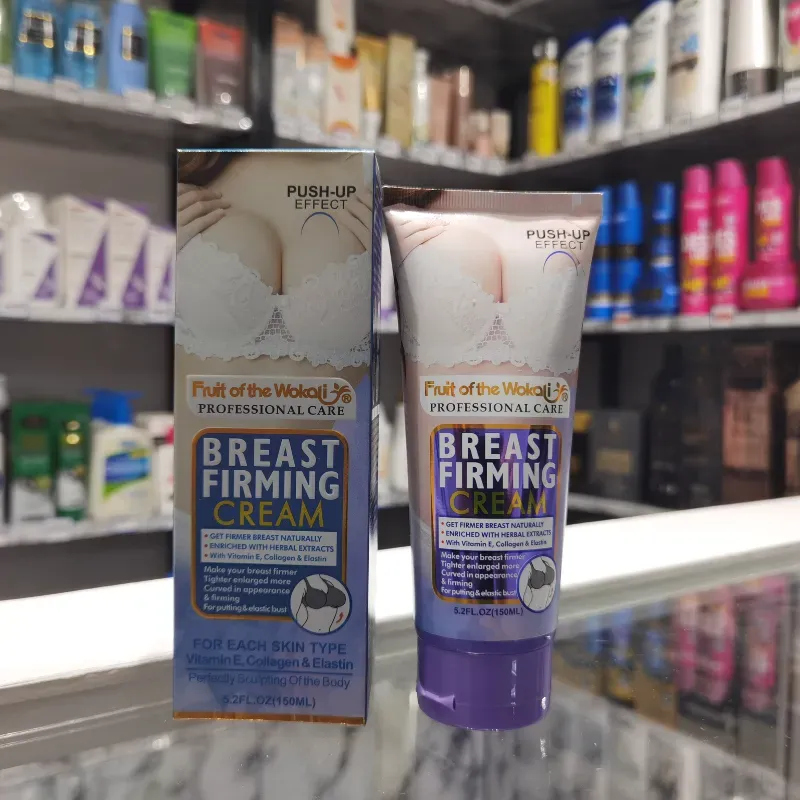 PUSH-UP
EFFECT
Fruit of the Wokali®
PROFESSIONAL CARE
BREAST
FIRMING
CREAM
• GET FIRMER BREAST NATURALLY
• ENRICHED WITH HERBAL EXTRACTS
• With Vitamin E, Collagen & Elastin
Make your breast firmer
Tighter enlarged more
Curved in appearance
& firming
For putting & elastic bust
FOR EACH SKIN TYPE
Vitamin E, Collagen & Elastin
Perfectly Sculpting Of the Body
5.2FL.OZ(150ML)
PUSH-UP
EFFECT
Fruit of the Wokali®
PROFESSIONAL CARE
BREAST
FIRMING
CREAM
• GET FIRMER BREAST NATURALLY
• ENRICHED WITH HERBAL EXTRACTS
• With Vitamin E, Collagen & Elastin
Make your breast firmer
Tighter enlarged more
Curved in appearance
& firming
For putting & elastic bust
5.2FL.OZ(150ML)